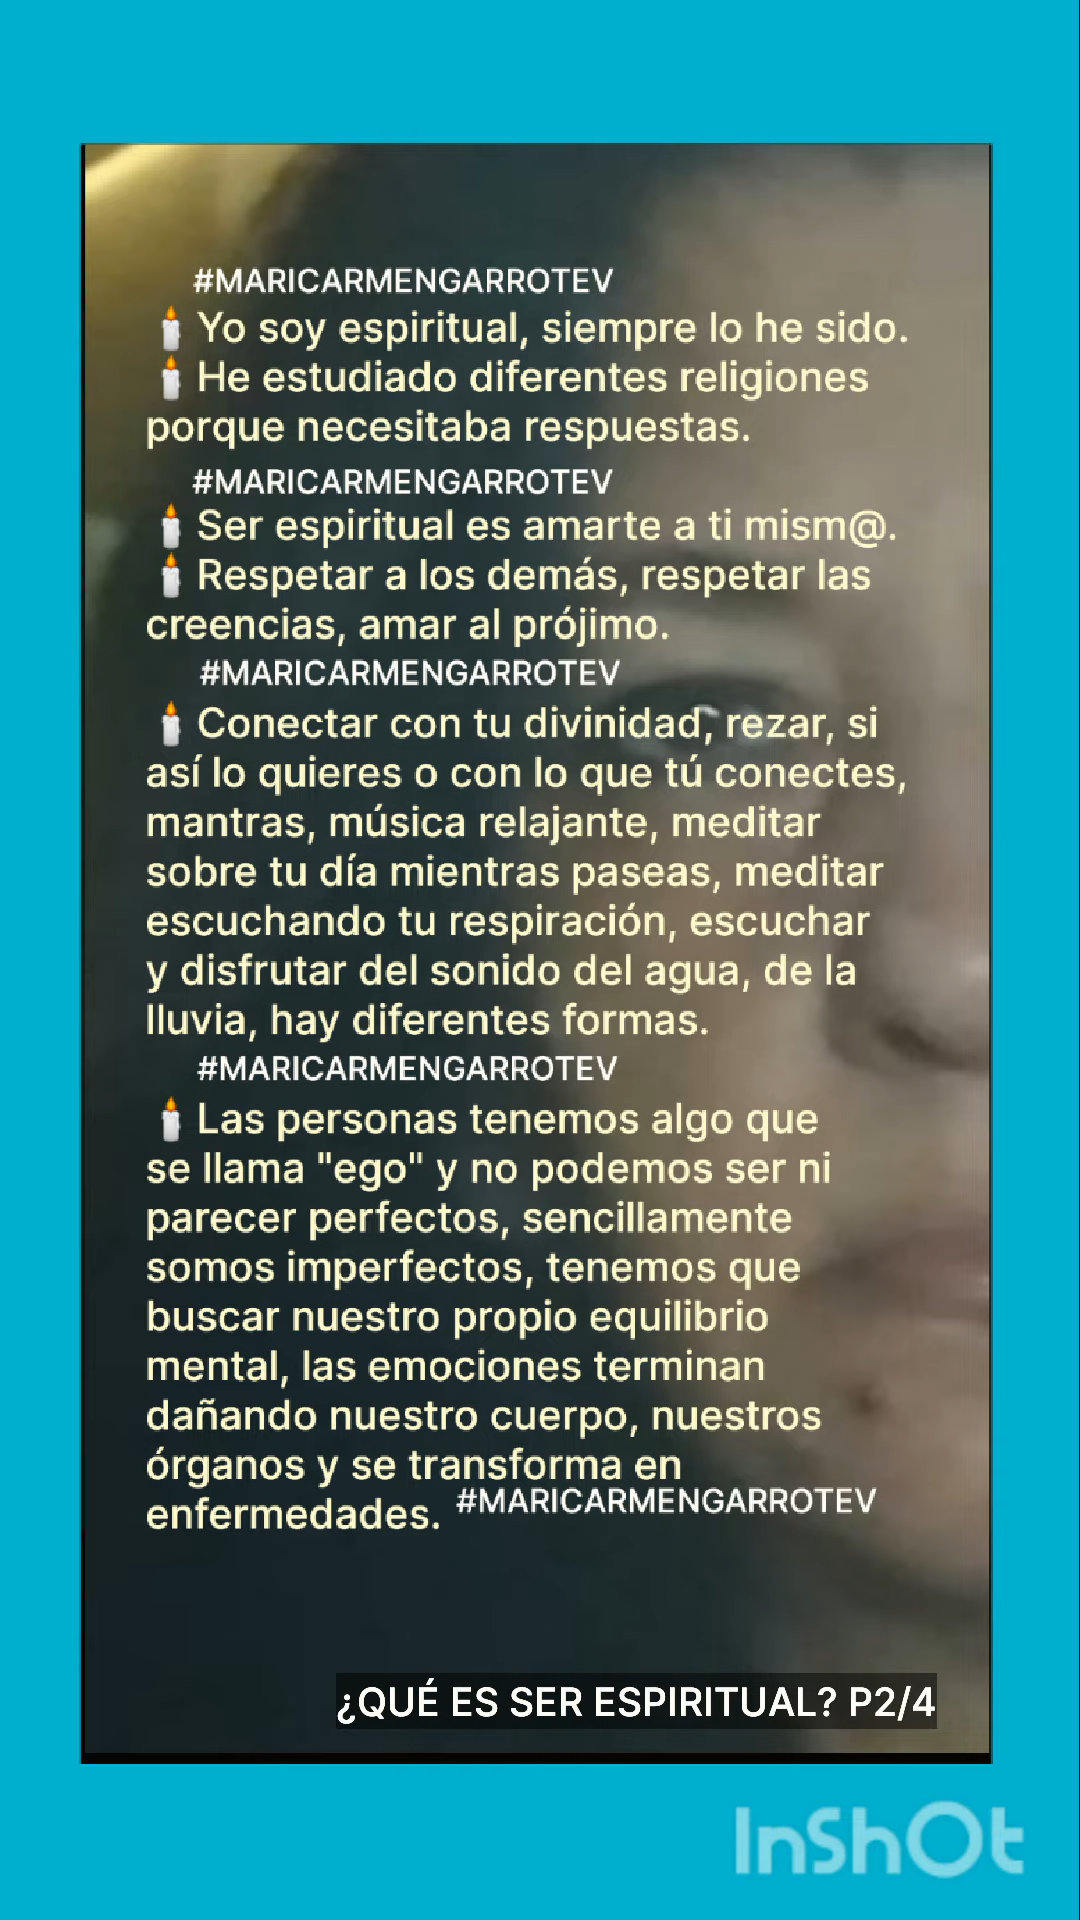 #MARICARMENGARROTEV
🕯️Yo soy espiritual, siempre lo he sido.
🕯️He estudiado diferentes religiones
porque necesitaba respuestas.
#MARICARMENGARROTEV
🕯️Ser espiritual es amarte a ti mism@.
🕯️Respetar a los demás, respetar las
creencias, amar al prójimo.
#MARICARMENGARROTEV
🕯️Conectar con tu divinidad, rezar, si
así lo quieres o con lo que tú conectes,
mantras, música relajante, meditar
sobre tu día mientras paseas, meditar
escuchando tu respiración, escuchar
y disfrutar del sonido del agua, de la
lluvia, hay diferentes formas.
#MARICARMENGARROTEV
🕯️Las personas tenemos algo que
se llama "ego" y no podemos ser ni
parecer perfectos, sencillamente
somos imperfectos, tenemos que
buscar nuestro propio equilibrio
mental, las emociones terminan
dañando nuestro cuerpo, nuestros
órganos y se transforma en
enfermedades. #MARICARMENGARROTEV
¿QUÉ ES SER ESPIRITUAL? P2/4
InShOt